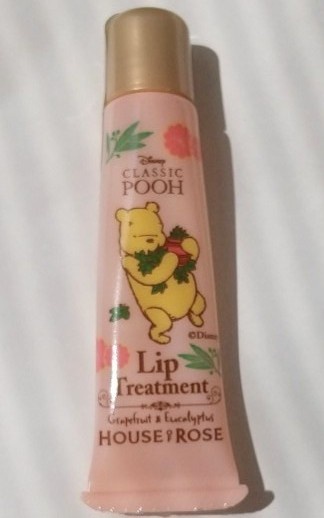 Disney
CLASSIC
POOH
©Disney
Lip
Treatment
Grapefruit & Eucalyptus
HOUSE OF ROSE